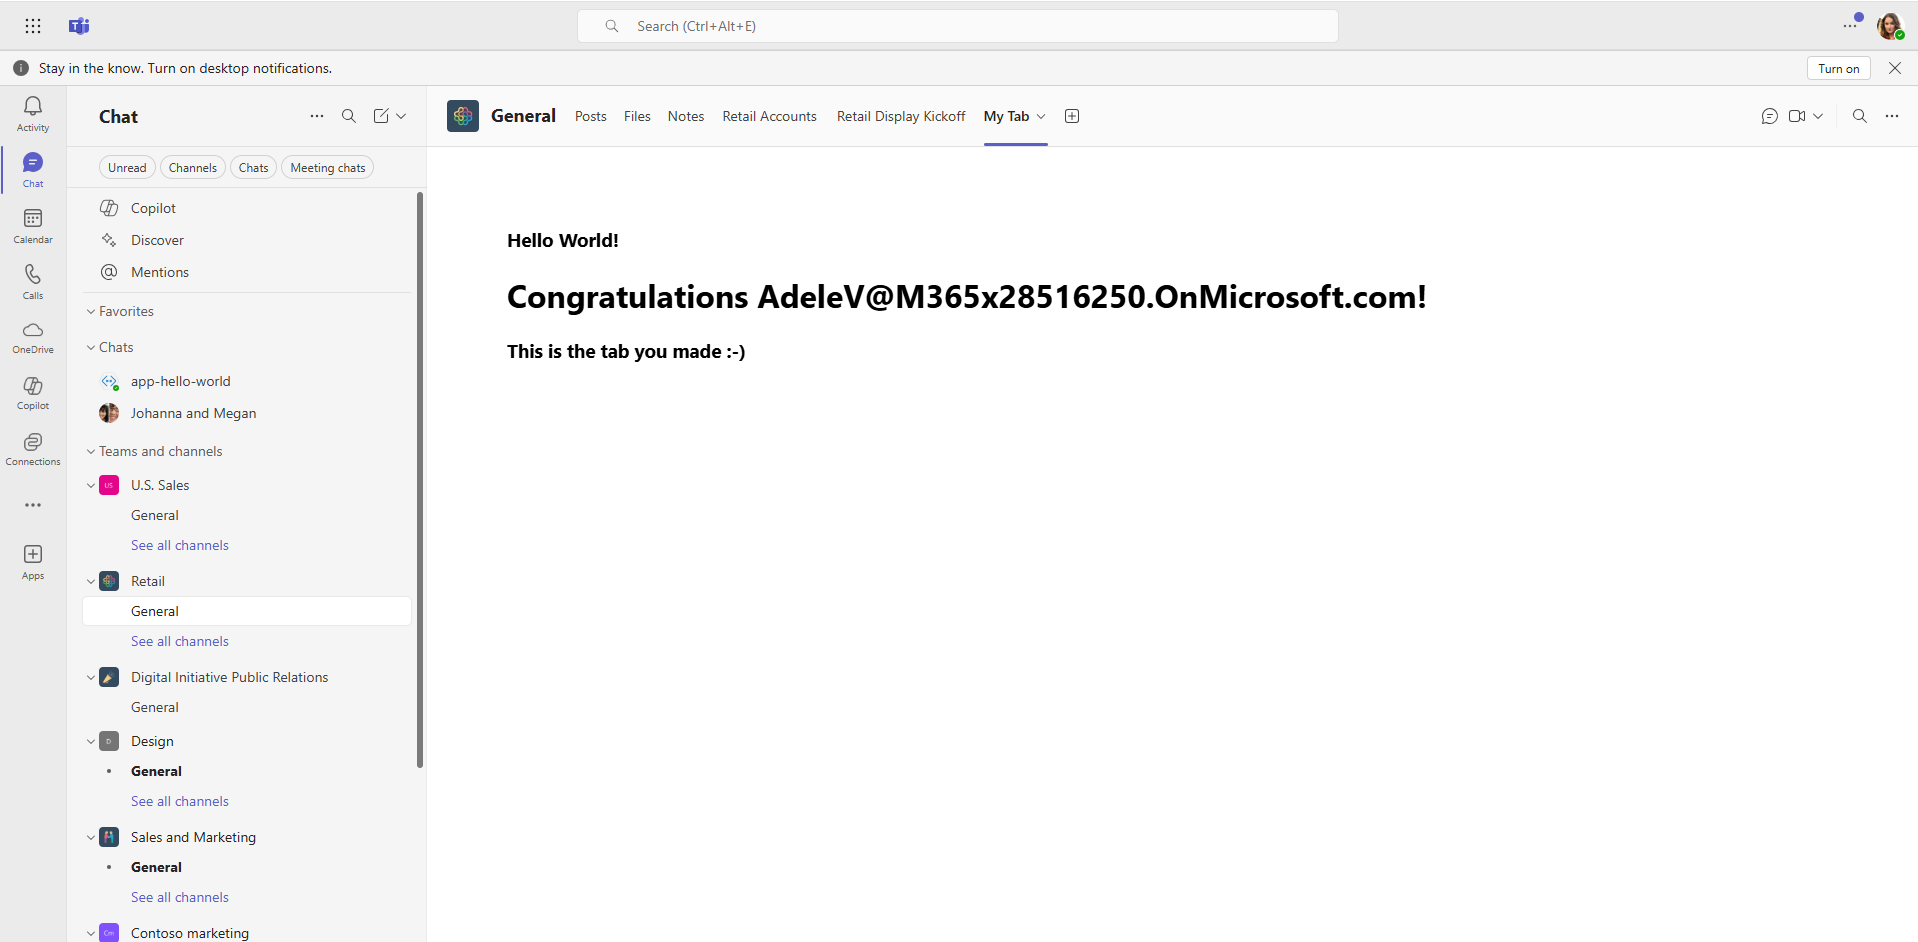 Search (Ctrl+Alt+E)
Stay in the know. Turn on desktop notifications.
Turn on
Activity
Chat
Calendar
Calls
OneDrive
Copilot
Connections
Apps
Chat
Unread
Channels
Chats
Meeting chats
Copilot
Discover
Mentions
Favorites
Chats
app-hello-world
Johanna and Megan
Teams and channels
US
U.S. Sales
General
See all channels
Retail
General
See all channels
Digital Initiative Public Relations
General
D
Design
General
See all channels
Sales and Marketing
General
See all channels
Cm
Contoso marketing
General
Posts
Files
Notes
Retail Accounts
Retail Display Kickoff
My Tab
Hello World!
Congratulations AdeleV@M365x28516250.OnMicrosoft.com!
This is the tab you made :-)